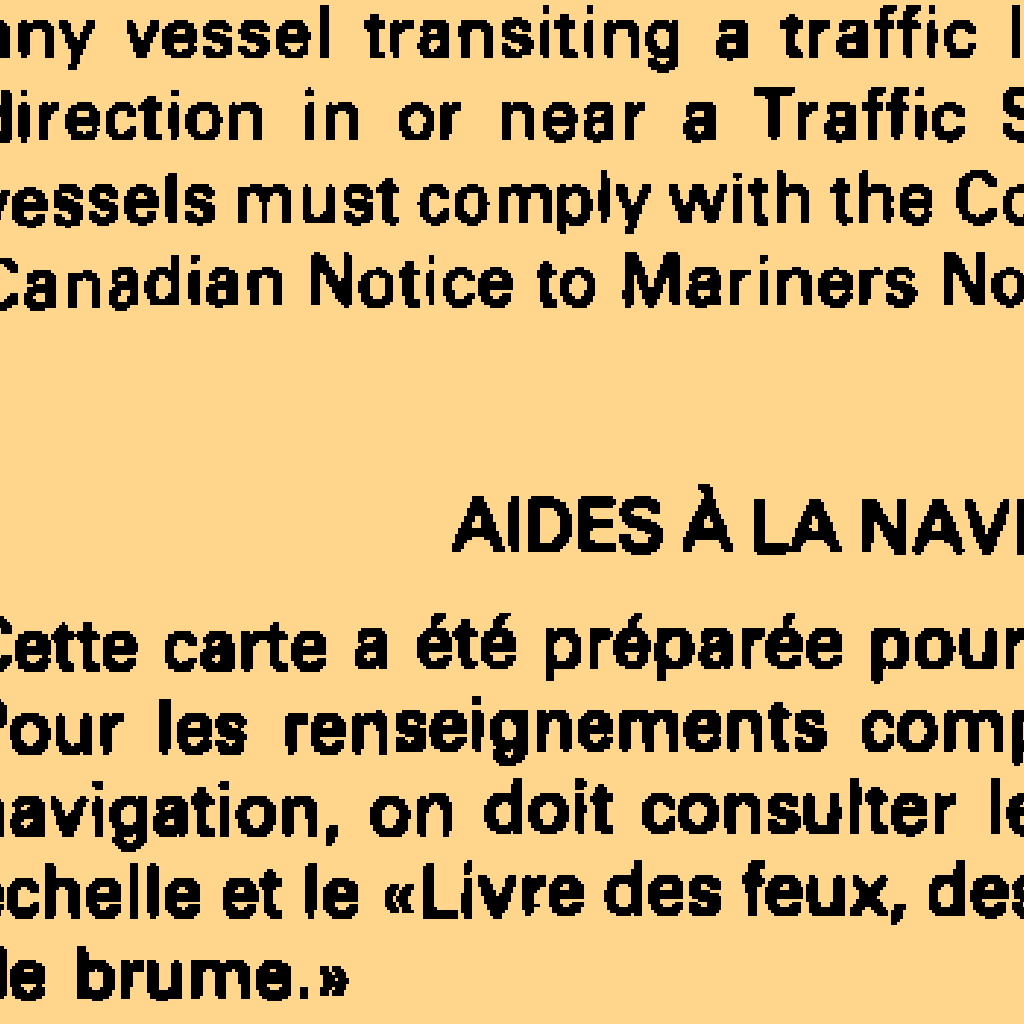 any vessel transiting a traffic l
direction in or near a Traffic S
vessels must comply with the Co
Canadian Notice to Mariners No
AIDES À LA NAVI
Cette carte a été préparée pour
Pour les renseignements comp
navigation, on doit consulter le
échelle et le «Livre des feux, des
de brume.»